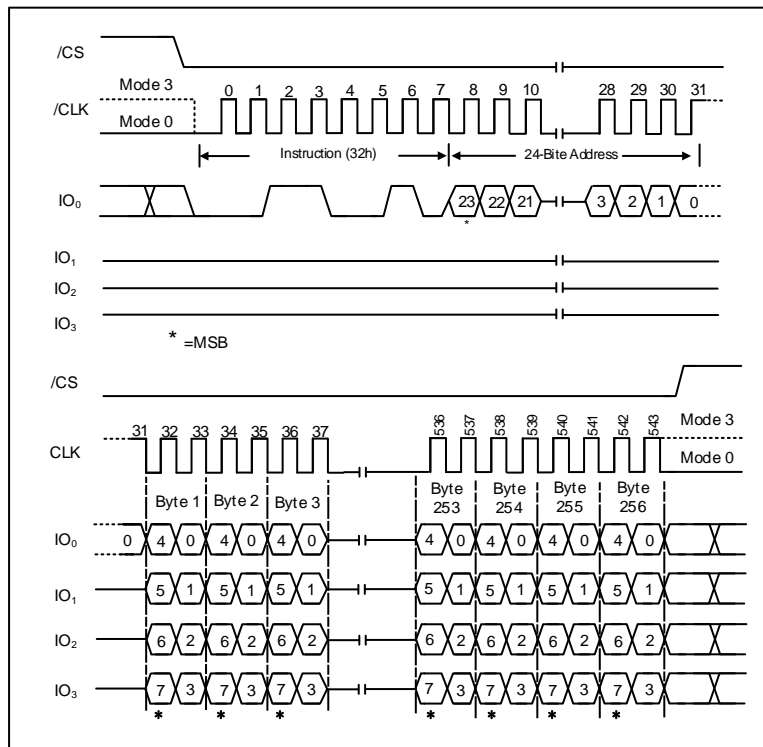 /CS
Mode 3
/CLK
Mode 0
0 1 2 3 4 5 6 7 8 9 10 28 29 30 31
Instruction (32h) 24-Bite Address
IO0 23 22 21 3 2 1 0
*
IO1
IO2
IO3
* =MSB
/CS
31 32 33 34 35 36 37 536 537 538 539 540 541 542 543
Mode 3
CLK
Mode 0
Byte 1 Byte 2 Byte 3 Byte 253 Byte 254 Byte 255 Byte 256
IO0 0 4 0 4 0 4 0 4 0 4 0 4 0 4 0
IO1 5 1 5 1 5 1 5 1 5 1 5 1 5 1
IO2 6 2 6 2 6 2 6 2 6 2 6 2 6 2
IO3 7 3 7 3 7 3 7 3 7 3 7 3 7 3
* * * * * * *